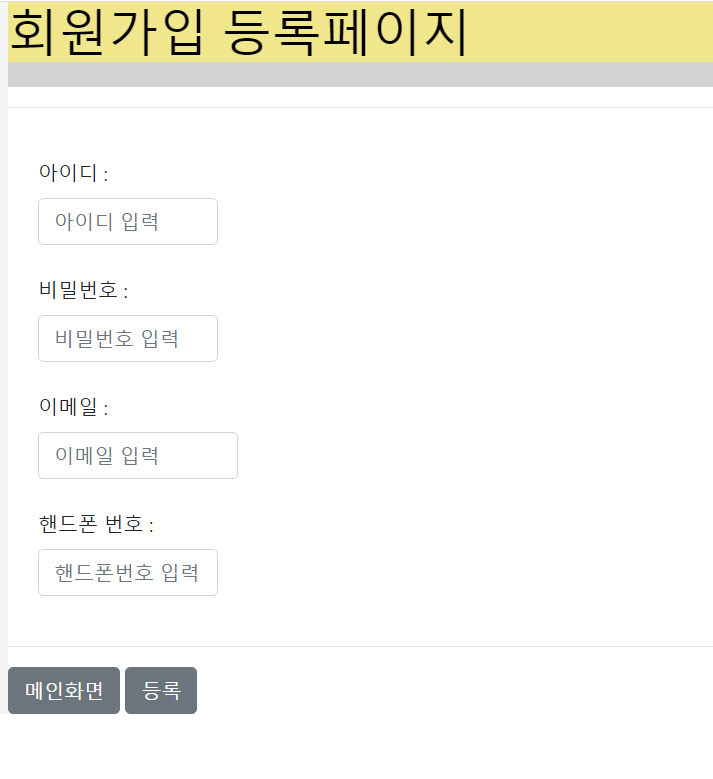 회원가입 등록페이지
아이디 :
아이디 입력
비밀번호 :
비밀번호 입력
이메일 :
이메일 입력
핸드폰 번호 :
핸드폰번호 입력
메인화면 등록